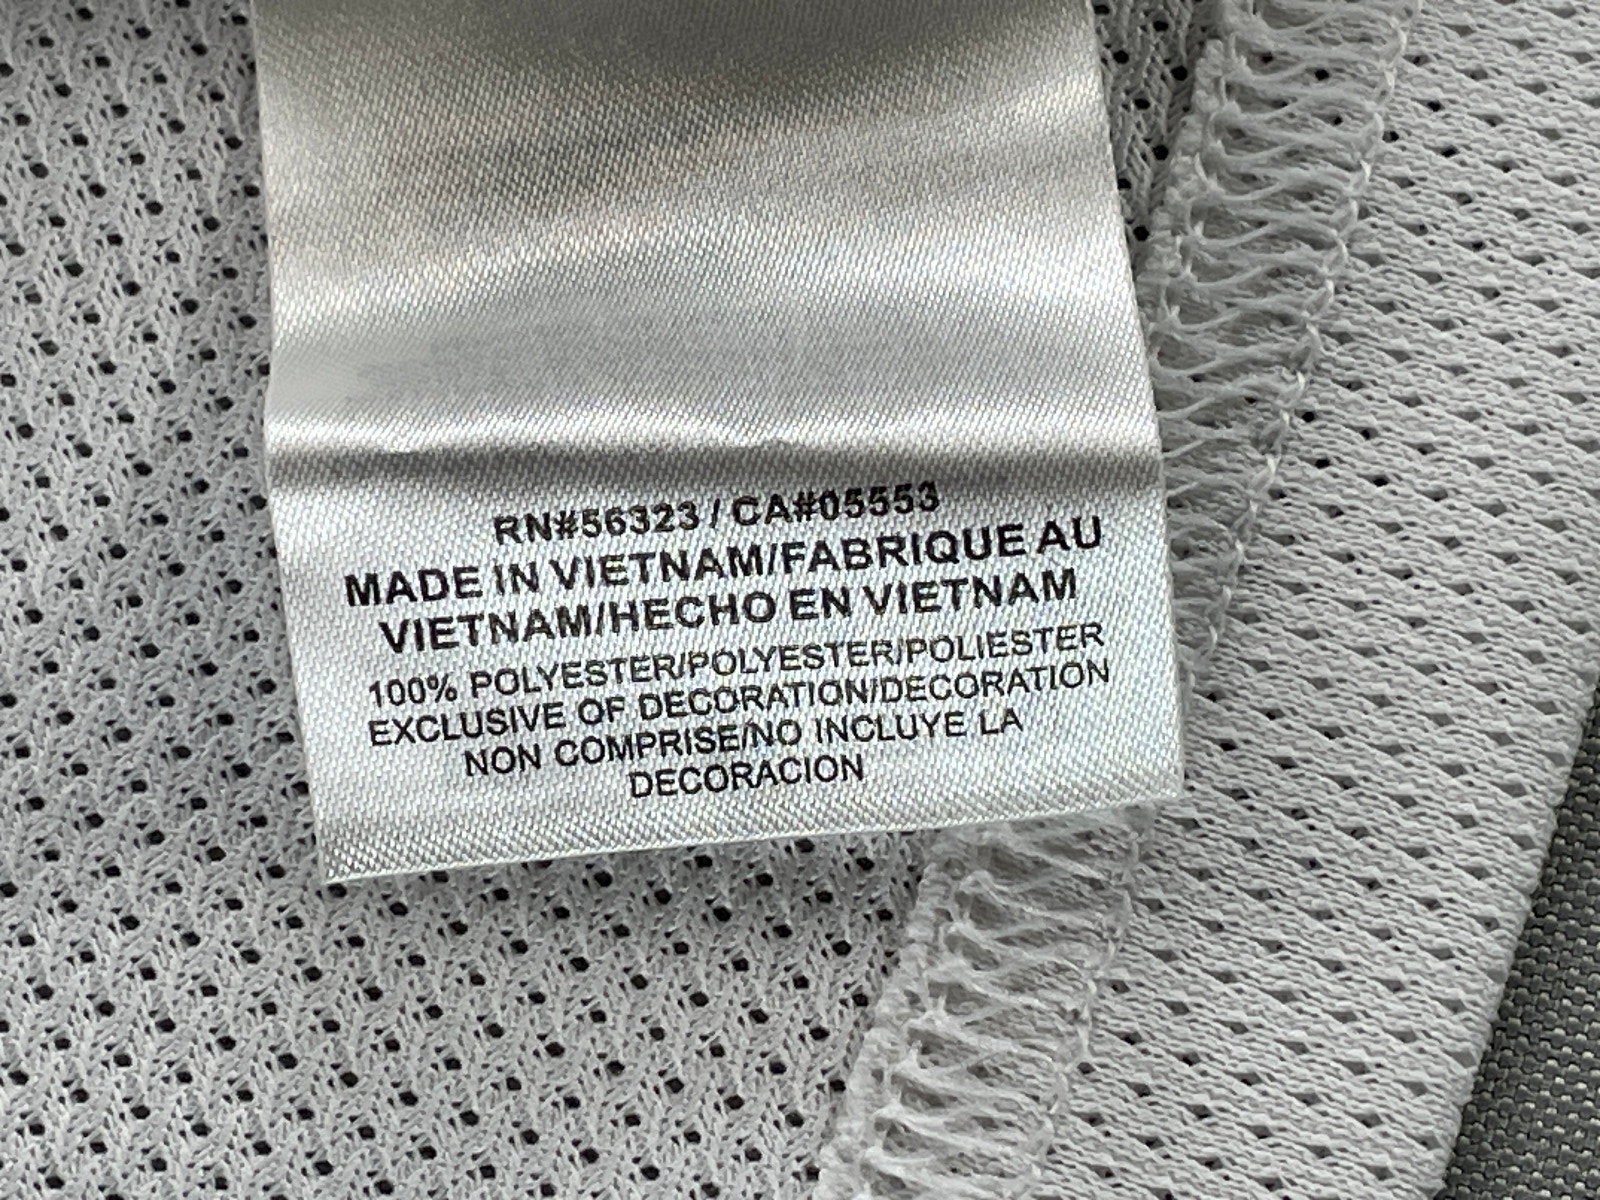 RN#56323 / CA#05553
MADE IN VIETNAM/FABRIQUE AU
VIETNAM/HECHO EN VIETNAM
100% POLYESTER/POLYESTER/POLIESTER
EXCLUSIVE OF DECORATION/DECORATION
NON COMPRISE/NO INCLUYE LA
DECORACION